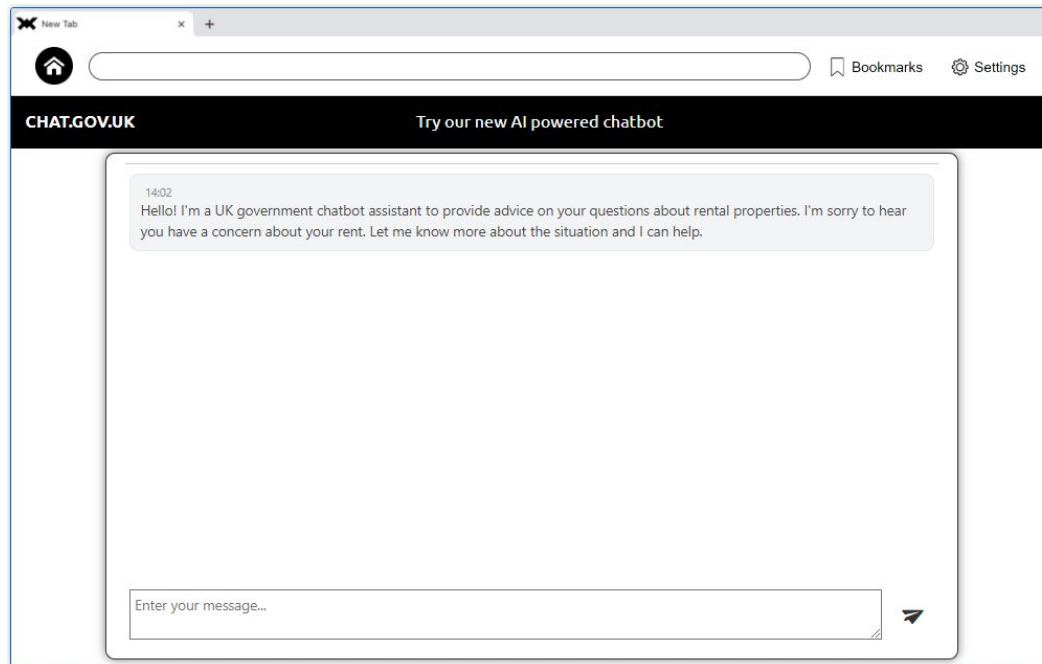 New Tab
Bookmarks
Settings
CHAT.GOV.UK
Try our new AI powered chatbot
14:02
Hello! I'm a UK government chatbot assistant to provide advice on your questions about rental properties. I'm sorry to hear
you have a concern about your rent. Let me know more about the situation and I can help.
Enter your message...